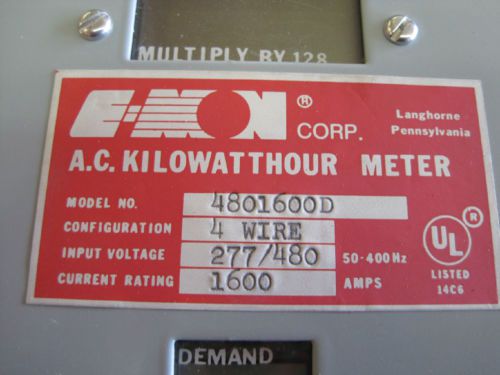 MULTIPLY BY 128
E-MON ® CORP.
Langhorne
Pennsylvania
A.C. KILOWATTHOUR METER
MODEL NO. 4801600D
CONFIGURATION 4 WIRE
INPUT VOLTAGE 277/480 50-400Hz
CURRENT RATING 1600 AMPS
UL ®
LISTED
14C6
DEMAND